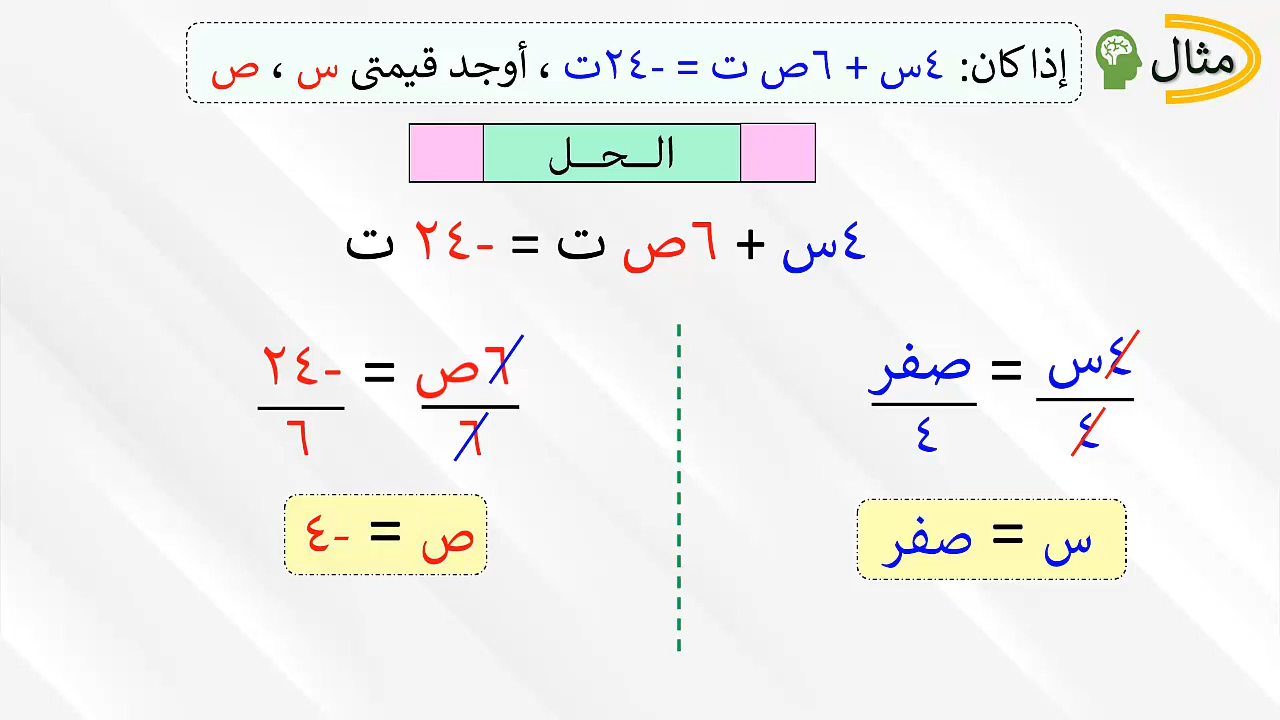 مثال
إذا كان: ٤س + ٦ص ت = -٢٤ت ، أوجد قيمتى س ، ص
الـــحـــل
٤س + ٦ص ت = -٢٤ ت
٤س = صفر
٤ ٤
س = صفر
٦ص = -٢٤
٦ ٦
ص = -٤